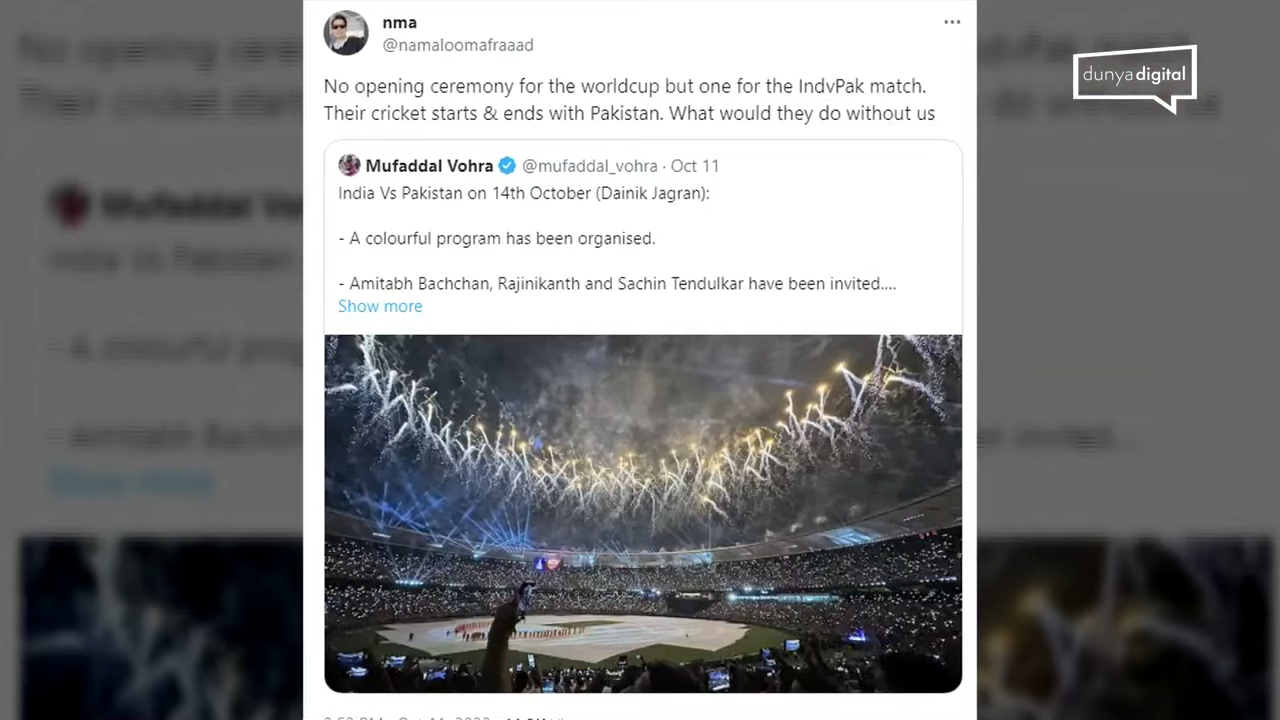 nma
@namaloomafraaad
No opening ceremony for the worldcup but one for the IndvPak match.
Their cricket starts & ends with Pakistan. What would they do without us
Mufaddal Vohra @mufaddal_vohra · Oct 11
India Vs Pakistan on 14th October (Dainik Jagran):
- A colourful program has been organised.
- Amitabh Bachchan, Rajinikanth and Sachin Tendulkar have been invited....
Show more
dunya digital